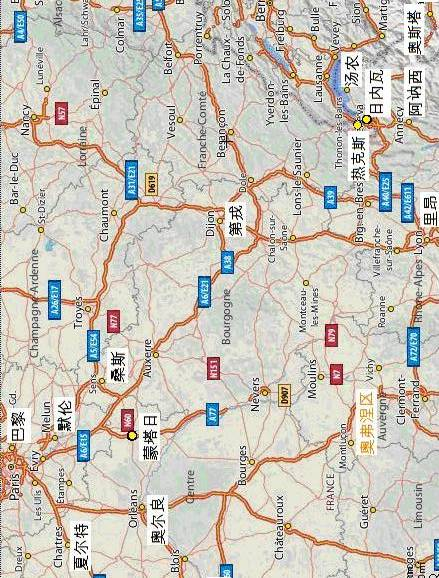 Dreux
Chartres
夏尔特
Étampes
Les Ulis
Paris
巴黎
Evry
Melun
默伦
Gd.
Bar-le-Duc
St-Dizier
Champagne-Ardenne
A4/E50
Nancy
Lunéville
N57
Lorraine
Épinal
Colmar
A26/E17
Troyes
A5/E54
N77
Chaumont
A31/E21
D619
Sens
桑斯
A6/E15
N60
蒙塔日
Orléans
奥尔良
Blois
Auxerre
Vesoul
Belfort
Porrentruy
Franche-Comté
Besançon
La Chaux-
de-Fonds
Dijon
第戎
A38
A6/E21
Bourgogne
N151
A77
Centre
Nevers
D907
Bourges
Châteauroux
Dole
Chalon-sur-
Saône
Lons-le-Saunier
Yverdon-
les-Bains
Fribourg
Bulle
Lausanne
Vevey
汤农
Thonon-les-Bains
日内瓦
热克斯
Montceau-
les-Mines
Moulins
N79
N7
FRANCE
Montluçon
奥弗涅区
Auvergne
Vichy
Guéret
Roanne
Villefranche-
sur-Saône
Brg-en-Bres
A39
A40/E25
A42/E611
Annecy
阿讷西
奥斯塔
Sion
里昂
Lyon
Rhône-Alpes
A72/E70
Clermont-
Ferrand
Limousin